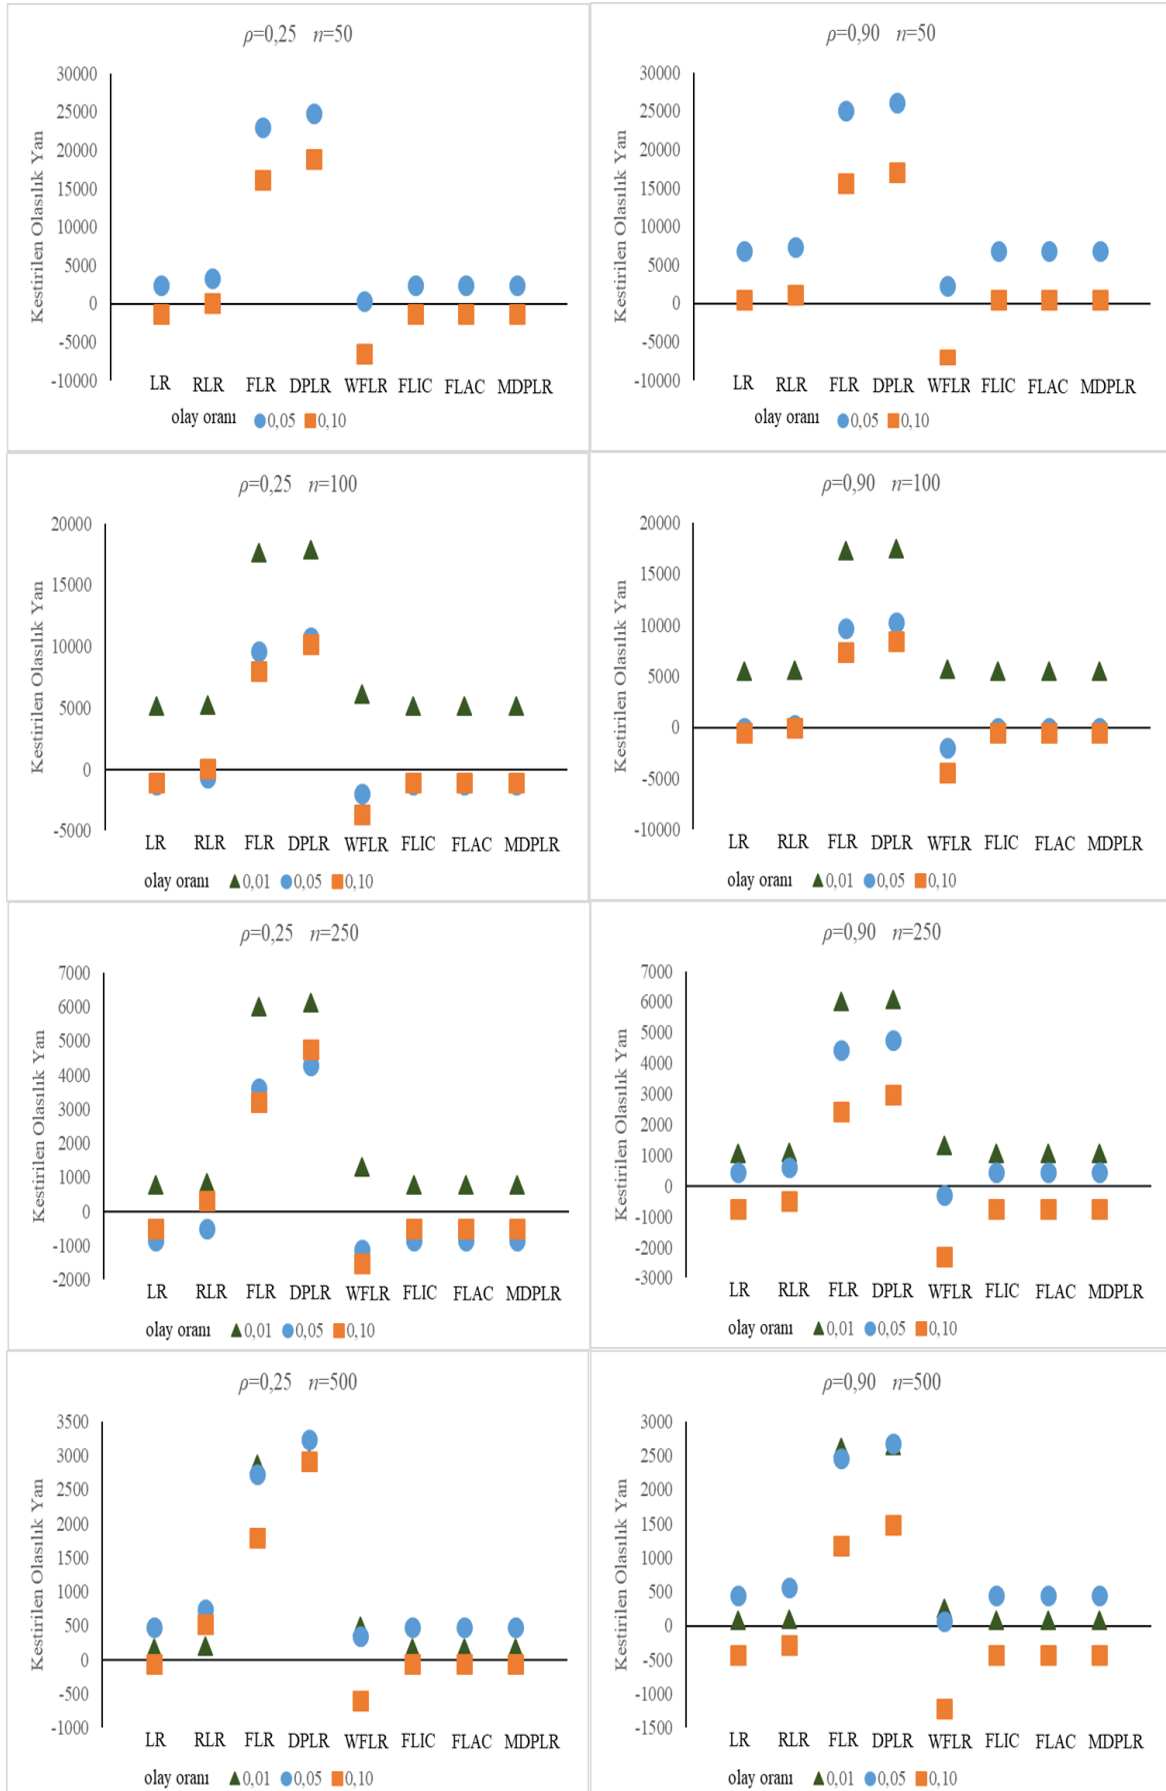 ρ=0,25 n=50
Kestirilen Olasılık Yan
30000
25000
20000
15000
10000
5000
0
-5000
-10000
LR RLR FLR DPLR WFLR FLIC FLAC MDPLR
olay oranı 0,05 0,10
ρ=0,90 n=50
Kestirilen Olasılık Yan
30000
25000
20000
15000
10000
5000
0
-5000
-10000
LR RLR FLR DPLR WFLR FLIC FLAC MDPLR
olay oranı 0,05 0,10
ρ=0,25 n=100
Kestirilen Olasılık Yan
20000
15000
10000
5000
0
-5000
LR RLR FLR DPLR WFLR FLIC FLAC MDPLR
olay oranı 0,01 0,05 0,10
ρ=0,90 n=100
Kestirilen Olasılık Yan
20000
15000
10000
5000
0
-5000
-10000
LR RLR FLR DPLR WFLR FLIC FLAC MDPLR
olay oranı 0,01 0,05 0,10
ρ=0,25 n=250
Kestirilen Olasılık Yan
7000
6000
5000
4000
3000
2000
1000
0
-1000
-2000
LR RLR FLR DPLR WFLR FLIC FLAC MDPLR
olay oranı 0,01 0,05 0,10
ρ=0,90 n=250
Kestirilen Olasılık Yan
7000
6000
5000
4000
3000
2000
1000
0
-1000
-2000
-3000
LR RLR FLR DPLR WFLR FLIC FLAC MDPLR
olay oranı 0,01 0,05 0,10
ρ=0,25 n=500
Kestirilen Olasılık Yan
3500
3000
2500
2000
1500
1000
500
0
-500
-1000
LR RLR FLR DPLR WFLR FLIC FLAC MDPLR
olay oranı 0,01 0,05 0,10
ρ=0,90 n=500
Kestirilen Olasılık Yan
3000
2500
2000
1500
1000
500
0
-500
-1000
-1500
LR RLR FLR DPLR WFLR FLIC FLAC MDPLR
olay oranı 0,01 0,05 0,10